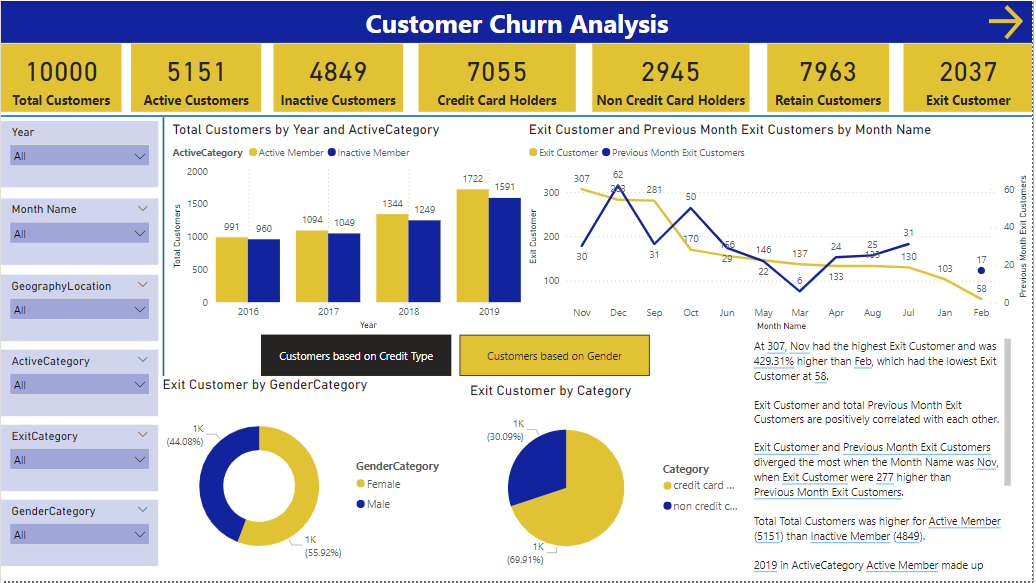 Customer Churn Analysis
10000
Total Customers
5151
Active Customers
4849
Inactive Customers
7055
Credit Card Holders
2945
Non Credit Card Holders
7963
Retain Customers
2037
Exit Customer
Year
All
Month Name
All
GeographyLocation
All
ActiveCategory
All
ExitCategory
All
GenderCategory
All
Total Customers by Year and ActiveCategory
ActiveCategory Active Member Inactive Member
Total Customers
2000
1500
1000
500
0
991 960
1094 1049
1344 1249
1722 1591
2016 2017 2018 2019
Year
Exit Customer and Previous Month Exit Customers by Month Name
Exit Customer Previous Month Exit Customers
Exit Customer
300
200
100
307 281 170 146 137 133 130 103 58
30 62 31 50 29 22 6 24 25 31 17
60
40
20
0
Previous Month Exit Customers
Nov Dec Sep Oct Jun May Mar Apr Aug Jul Jan Feb
Month Name
Customers based on Credit Type
Customers based on Gender
Exit Customer by GenderCategory
1K
(44.08%)
1K
(55.92%)
GenderCategory
Female
Male
Exit Customer by Category
1K
(30.09%)
1K
(69.91%)
Category
credit card ...
non credit c...
At 307, Nov had the highest Exit Customer and was
429.31% higher than Feb, which had the lowest Exit
Customer at 58.
Exit Customer and total Previous Month Exit
Customers are positively correlated with each other.
Exit Customer and Previous Month Exit Customers
diverged the most when the Month Name was Nov,
when Exit Customer were 277 higher than
Previous Month Exit Customers.
Total Total Customers was higher for Active Member
(5151) than Inactive Member (4849).
2019 in ActiveCategory Active Member made up